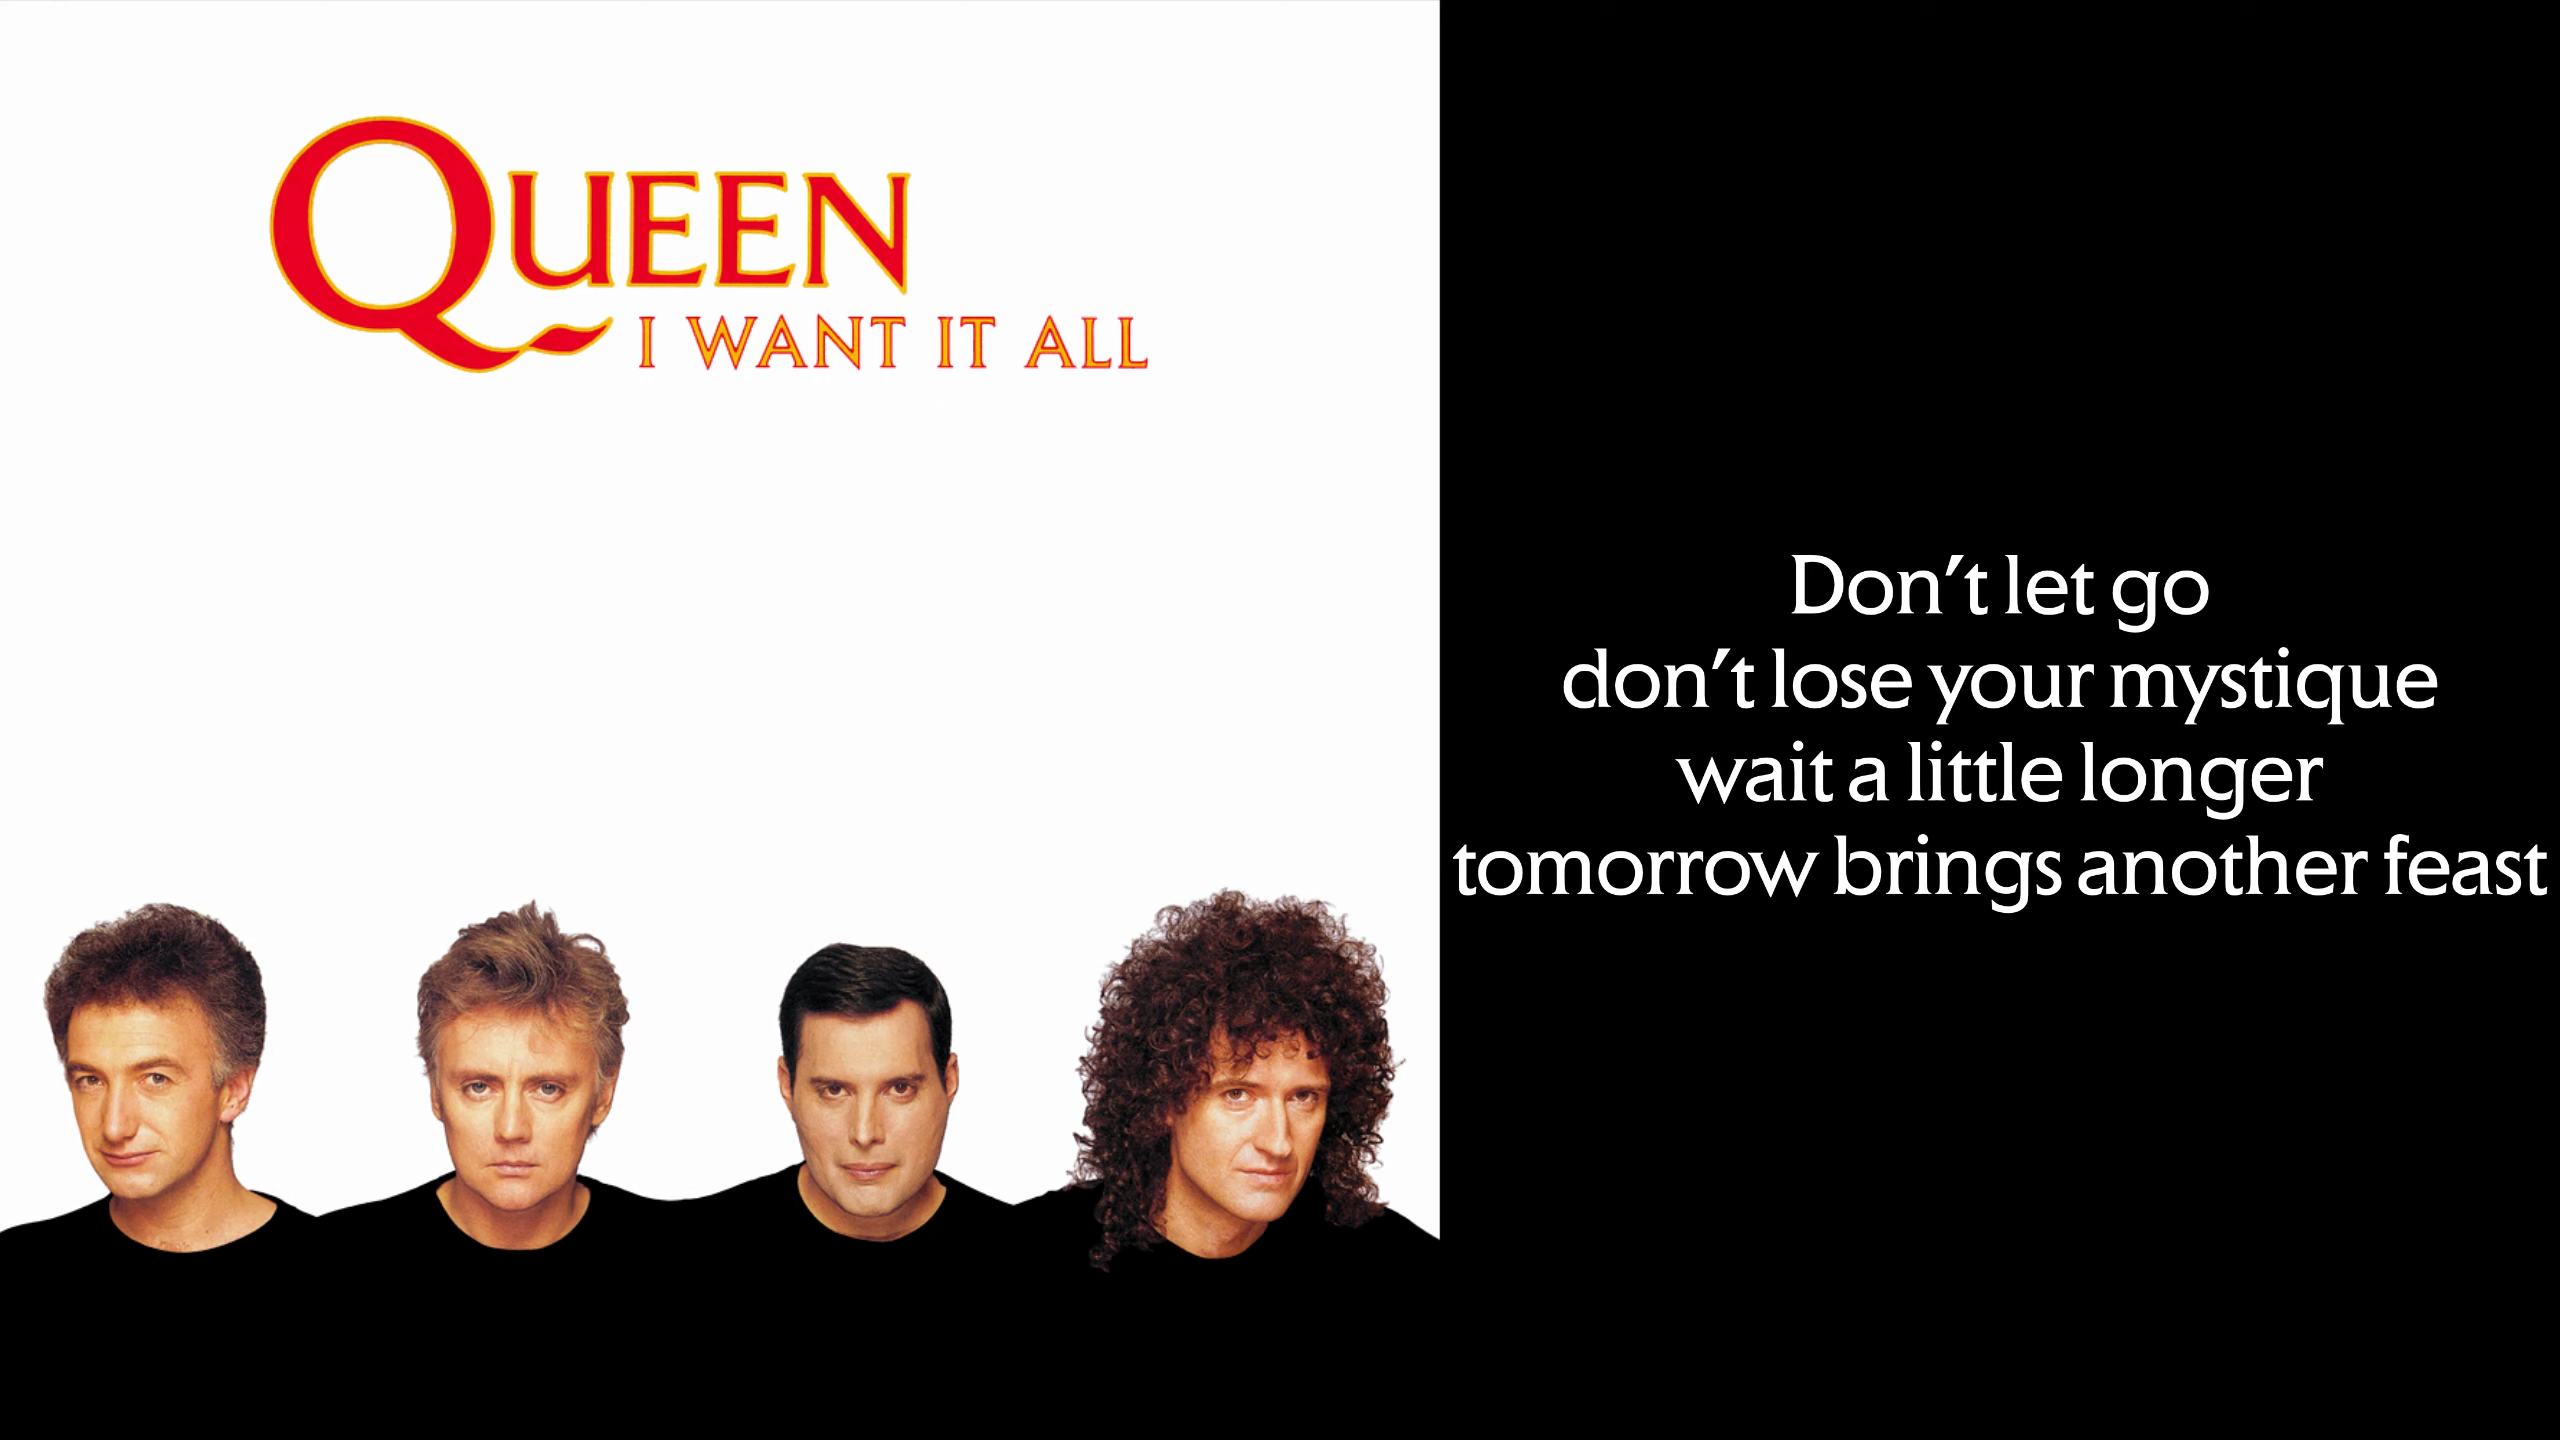 QUEEN
I WANT IT ALL
Don't let go
don't lose your mystique
wait a little longer
tomorrow brings another feast